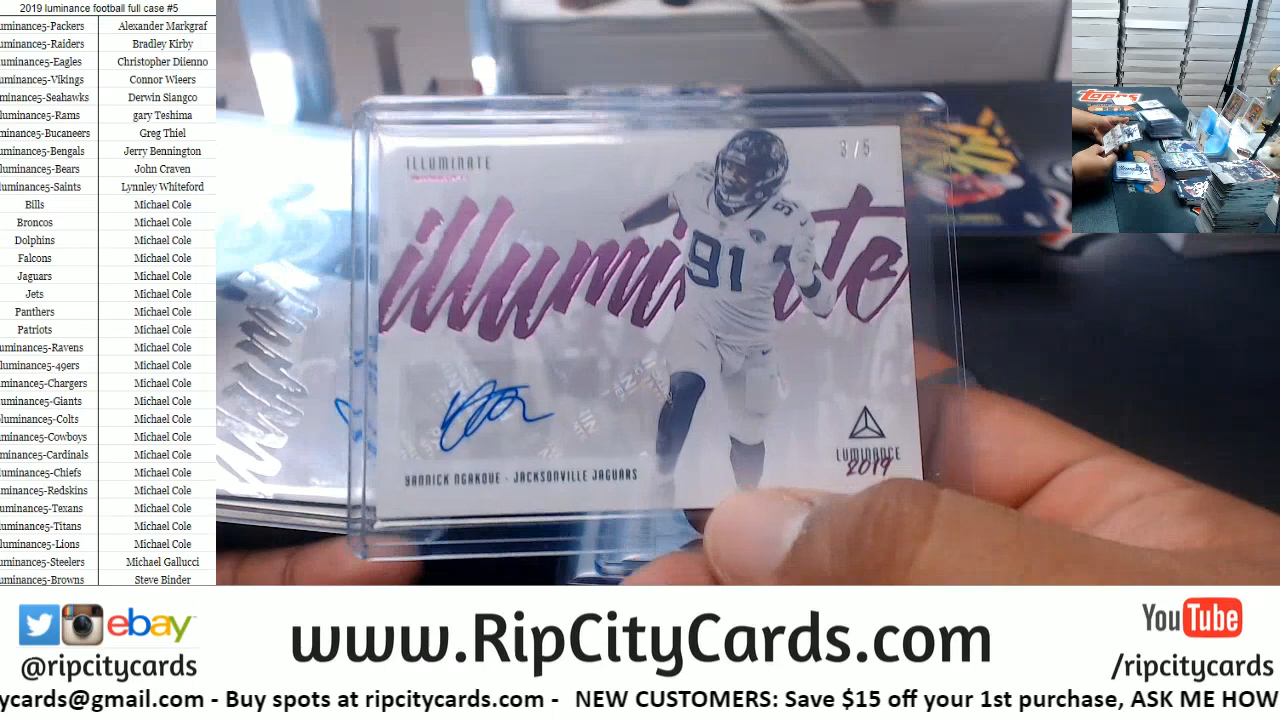 2019 luminance football full case #5
uminance5-Packers Alexander Markgraf
uminance5-Raiders Bradley Kirby
uminance5-Eagles Christopher Diienno
uminance5-Vikings Connor Wieers
minance5-Seahawks Derwin Siangco
luminance5-Rams gary Teshima
minance5-Bucaneers Greg Thiel
uminance5-Bengals Jerry Bennington
luminance5-Bears John Craven
uminance5-Saints Lynnley Whiteford
Bills Michael Cole
Broncos Michael Cole
Dolphins Michael Cole
Falcons Michael Cole
Jaguars Michael Cole
Jets Michael Cole
Panthers Michael Cole
Patriots Michael Cole
uminance5-Ravens Michael Cole
luminance5-49ers Michael Cole
minance5-Chargers Michael Cole
uminance5-Giants Michael Cole
luminance5-Colts Michael Cole
minance5-Cowboys Michael Cole
minance5-Cardinals Michael Cole
uminance5-Chiefs Michael Cole
minance5-Redskins Michael Cole
uminance5-Texans Michael Cole
uminance5-Titans Michael Cole
luminance5-Lions Michael Cole
uminance5-Steelers Michael Gallucci
uminance5-Browns Steve Binder
ILLUMINATE
3/5
illuminate
91
YANNICK NGAKOUE - JACKSONVILLE JAGUARS
LUMINANCE
2019
Topps
ebay
@ripcitycards
www.RipCityCards.com
YouTube
/ripcitycards
ycards@gmail.com - Buy spots at ripcitycards.com - NEW CUSTOMERS: Save $15 off your 1st purchase, ASK ME HOW